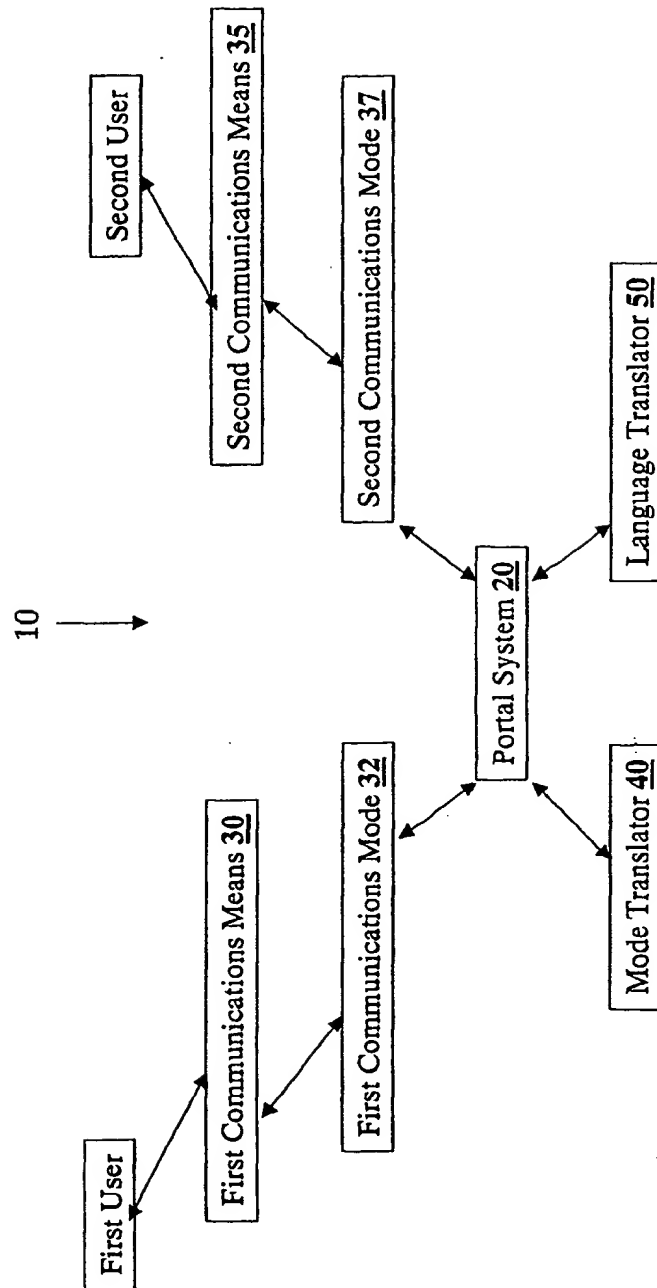 10
First User
Second User
First Communications Means 30
Second Communications Means 35
First Communications Mode 32
Second Communications Mode 37
Portal System 20
Mode Translator 40
Language Translator 50